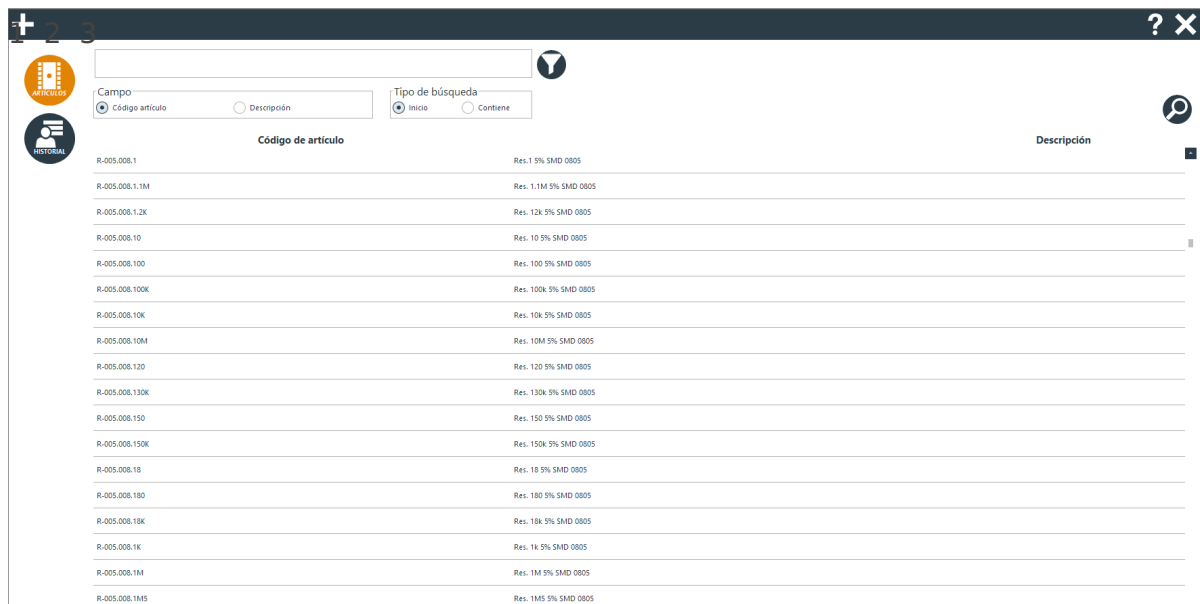 1 2 3 ?
ARTÍCULOS
HISTORIAL
Campo Tipo de búsqueda
Código artículo Descripción Inicio Contiene
Código de artículo Descripción
R-005.008.1 Res.1 5% SMD 0805
R-005.008.1.1M Res. 1.1M 5% SMD 0805
R-005.008.1.2K Res. 12k 5% SMD 0805
R-005.008.10 Res. 10 5% SMD 0805
R-005.008.100 Res. 100 5% SMD 0805
R-005.008.100K Res. 100k 5% SMD 0805
R-005.008.10K Res. 10k 5% SMD 0805
R-005.008.10M Res. 10M 5% SMD 0805
R-005.008.120 Res. 120 5% SMD 0805
R-005.008.130K Res. 130k 5% SMD 0805
R-005.008.150 Res. 150 5% SMD 0805
R-005.008.150K Res. 150k 5% SMD 0805
R-005.008.18 Res. 18 5% SMD 0805
R-005.008.180 Res. 180 5% SMD 0805
R-005.008.18K Res. 18k 5% SMD 0805
R-005.008.1K Res. 1k 5% SMD 0805
R-005.008.1M Res. 1M 5% SMD 0805
R-005.008.1M5 Res. 1M5 5% SMD 0805